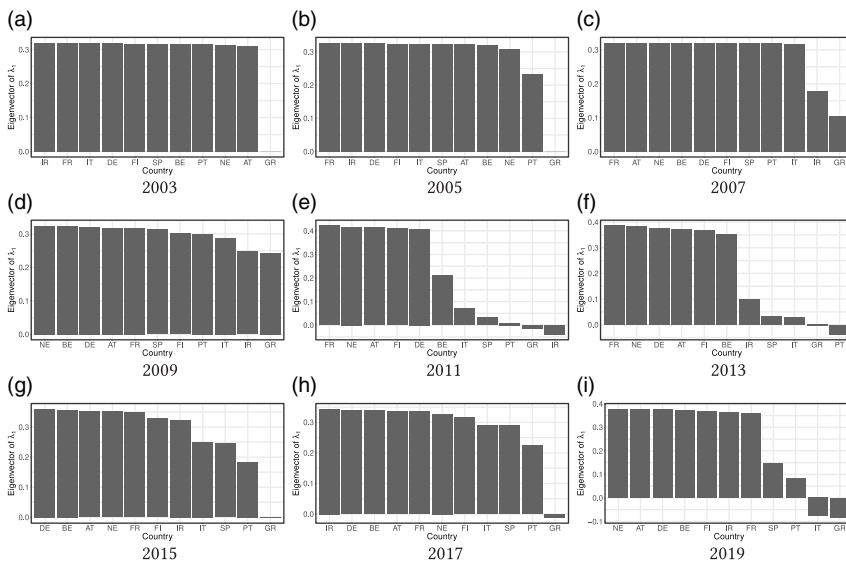 (a) (b) (c)
Eigenvector of λ1 0.3 0.2 0.1 0.0
IR FR IT DE FI SP BE PT NE AT GR
Country
2003
Eigenvector of λ1 0.3 0.2 0.1 0.0
FR IR DE FI IT SP AT BE NE PT GR
Country
2005
Eigenvector of λ1 0.3 0.2 0.1 0.0
FR AT NE BE DE FI SP PT IT IR GR
Country
2007
(d) (e) (f)
Eigenvector of λ1 0.3 0.2 0.1 0.0
NE BE DE AT FR SP FI PT IT IR GR
Country
2009
Eigenvector of λ1 0.4 0.3 0.2 0.1 0.0
FR NE AT FI DE BE IT SP PT GR IR
Country
2011
Eigenvector of λ1 0.4 0.3 0.2 0.1 0.0
FR NE DE AT FI BE IR SP IT GR PT
Country
2013
(g) (h) (i)
Eigenvector of λ1 0.3 0.2 0.1 0.0
DE BE AT NE FR FI IR IT SP PT GR
Country
2015
Eigenvector of λ1 0.3 0.2 0.1 0.0
IR DE BE AT FR NE FI IT SP PT GR
Country
2017
Eigenvector of λ1 0.4 0.3 0.2 0.1 0.0 −0.1
NE AT DE BE FI IR FR SP PT IT GR
Country
2019